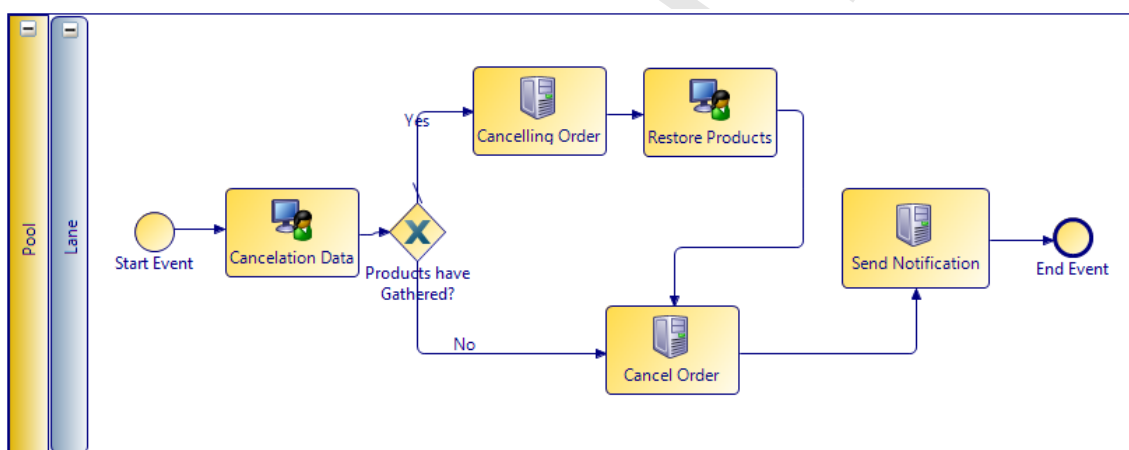 Pool
Lane
Start Event
Cancelation Data
Products have
Gathered?
Yes
Cancelling Order
Restore Products
No
Cancel Order
Send Notification
End Event